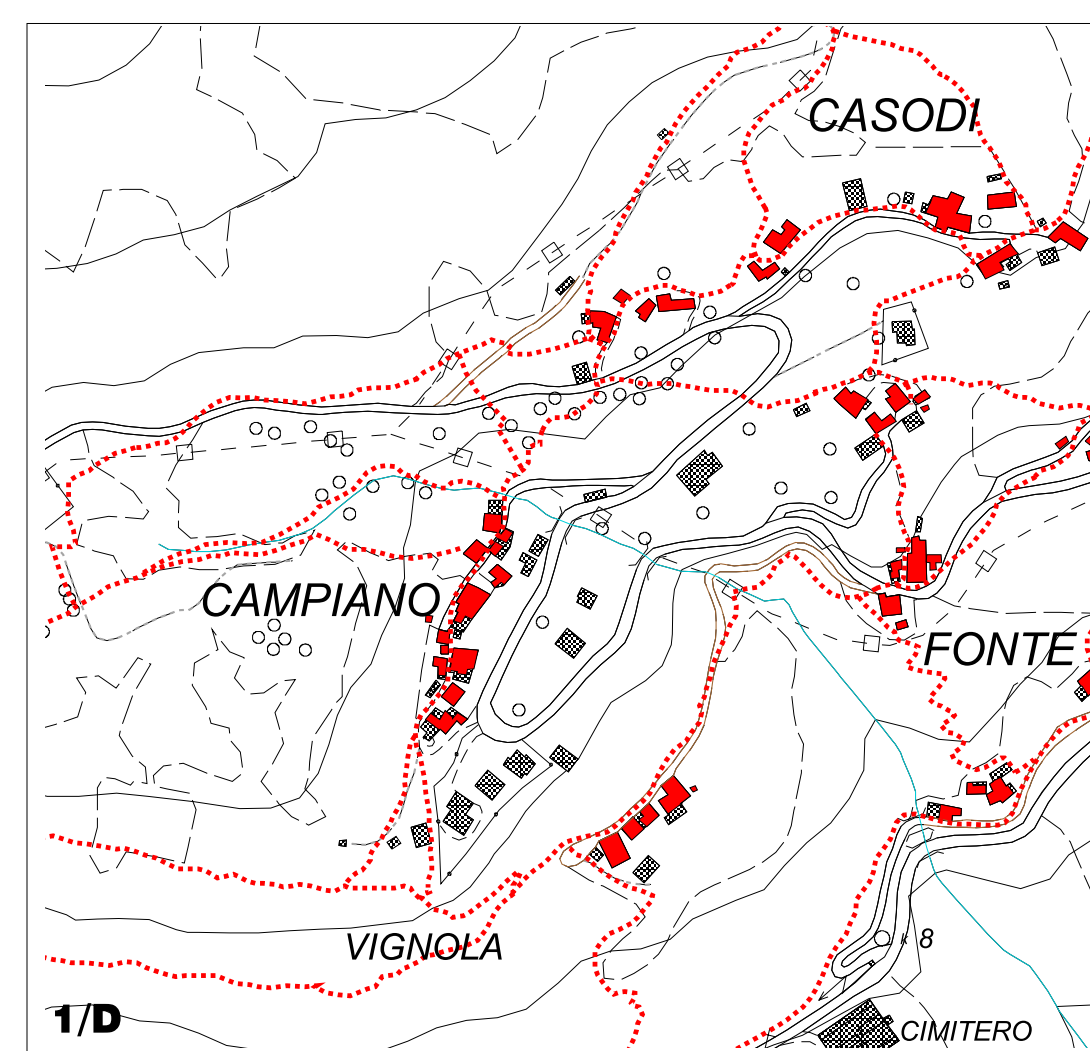 CASODI
CAMPIANO
FONTE
VIGNOLA
k 8
1/D
CIMITERO